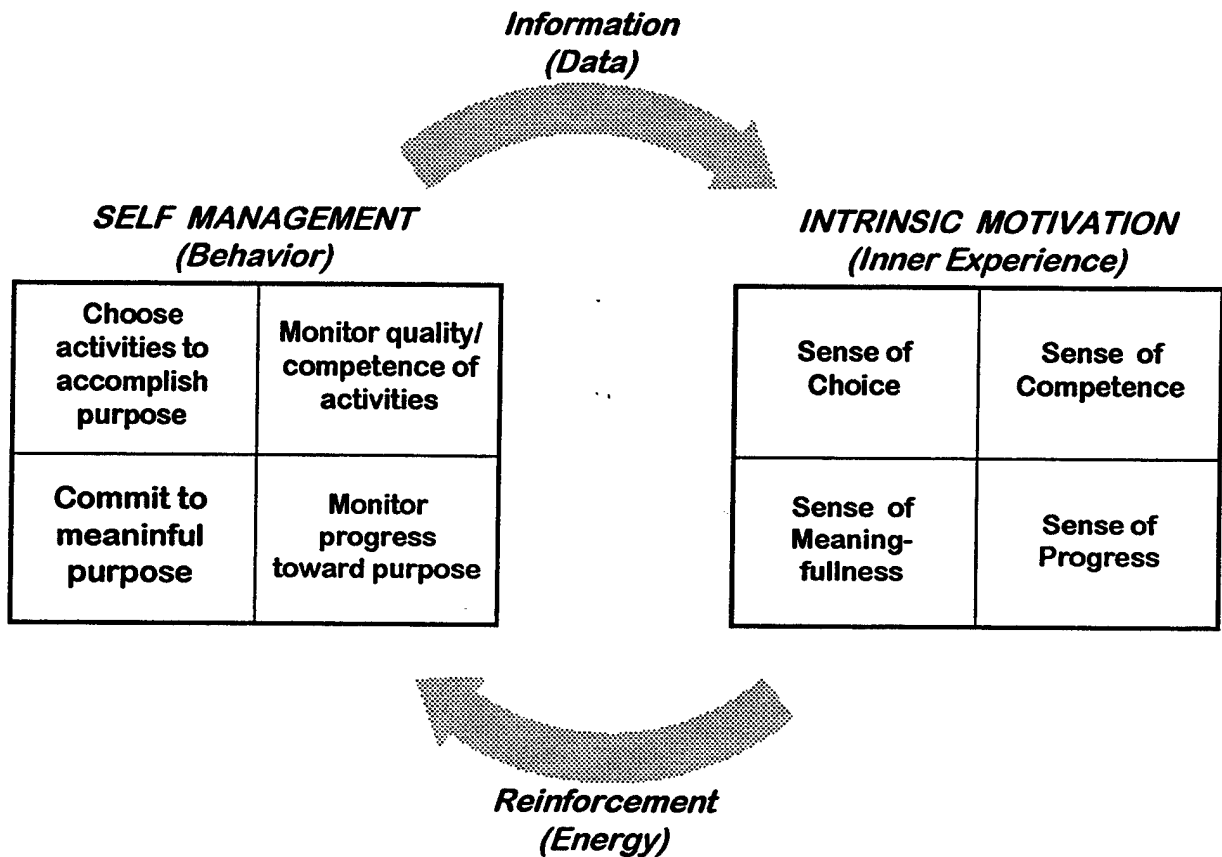 Information
(Data)
SELF MANAGEMENT
(Behavior)
Choose
activities to
accomplish
purpose
Monitor quality/
competence of
activities
Commit to
meaninful
purpose
Monitor
progress
toward purpose
INTRINSIC MOTIVATION
(Inner Experience)
Sense of
Choice
Sense of
Competence
Sense of
Meaning-
fullness
Sense of
Progress
Reinforcement
(Energy)